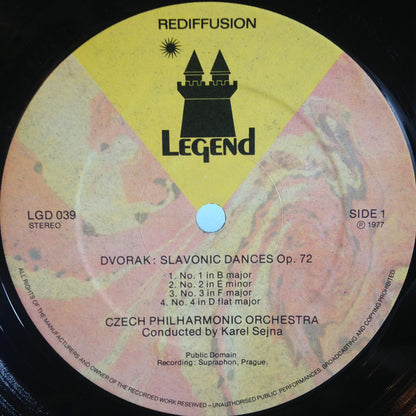 REDIFFUSION
LEGENd
LGD 039
STEREO
SIDE 1
Ⓟ 1977
DVORAK: SLAVONIC DANCES Op. 72
1. No. 1 in B major
2. No. 2 in E minor
3. No. 3 in F major
4. No. 4 in D flat major
CZECH PHILHARMONIC ORCHESTRA
Conducted by Karel Sejna
Public Domain
Recording: Supraphon, Prague.
ALL RIGHTS OF THE MANUFACTURERS AND OWNER OF THE RECORDED WORK RESERVED – UNAUTHORISED PUBLIC PERFORMANCES, BROADCASTING AND COPYING PROHIBITED